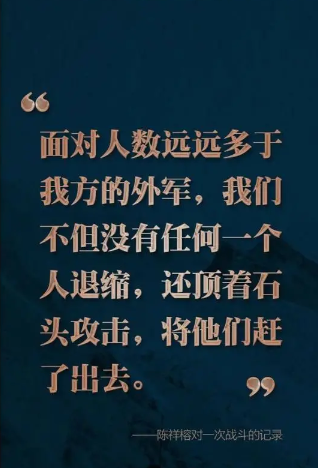 “
面对人数远远多于
我方的外军，我们
不但没有任何一个
人退缩，还顶着石
头攻击，将他们赶
了出去。
”
——陈祥榕对一次战斗的记录